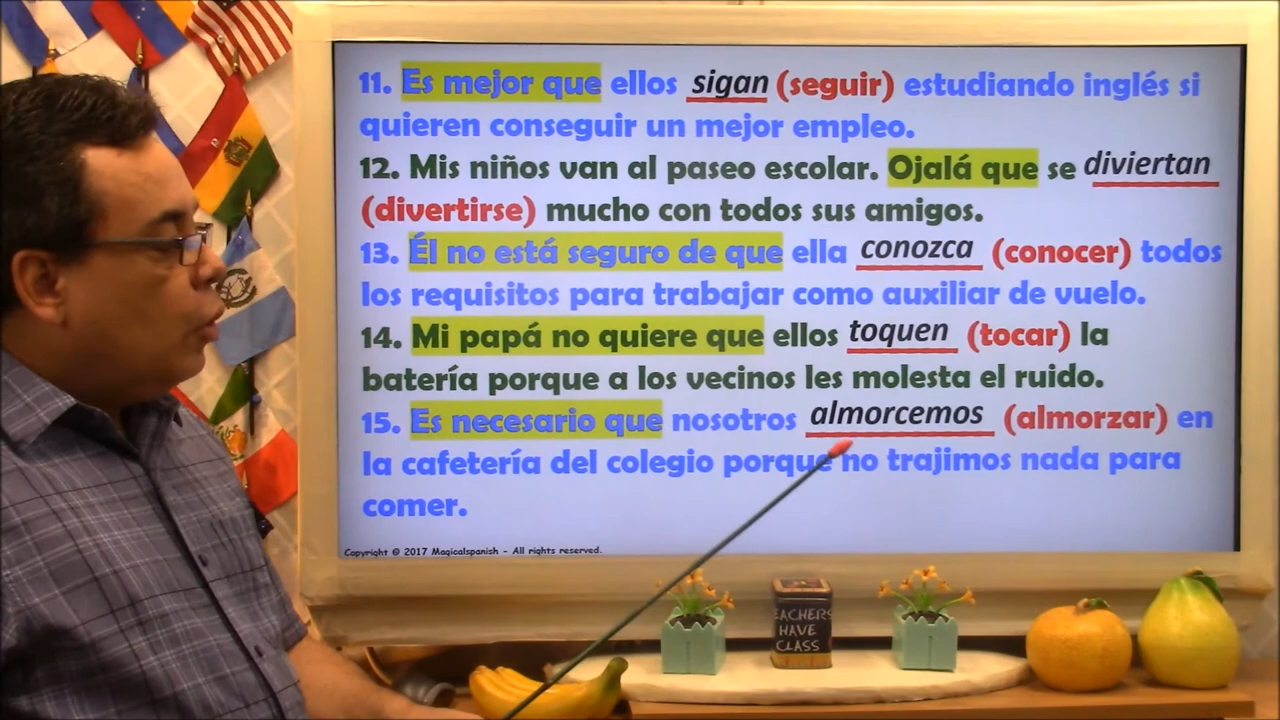 11. Es mejor que ellos sigan (seguir) estudiando inglés si
quieren conseguir un mejor empleo.
12. Mis niños van al paseo escolar. Ojalá que se diviertan
(divertirse) mucho con todos sus amigos.
13. Él no está seguro de que ella conozca (conocer) todos
los requisitos para trabajar como auxiliar de vuelo.
14. Mi papá no quiere que ellos toquen (tocar) la
batería porque a los vecinos les molesta el ruido.
15. Es necesario que nosotros almorcemos (almorzar) en
la cafetería del colegio porque no trajimos nada para
comer.
Copyright © 2017 Magicalspanish - All rights reserved.
EACHERS
HAVE
CLASS